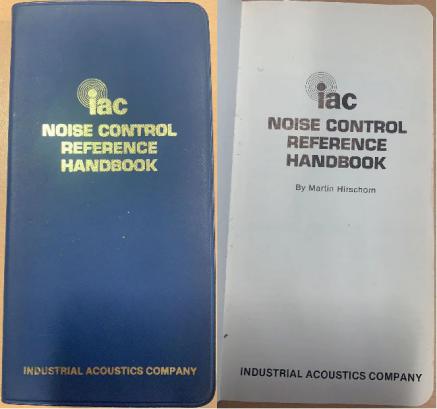 iac
NOISE CONTROL
REFERENCE
HANDBOOK
INDUSTRIAL ACOUSTICS COMPANY
iac
NOISE CONTROL
REFERENCE
HANDBOOK
By Martin Hirschorn
INDUSTRIAL ACOUSTICS COMPANY